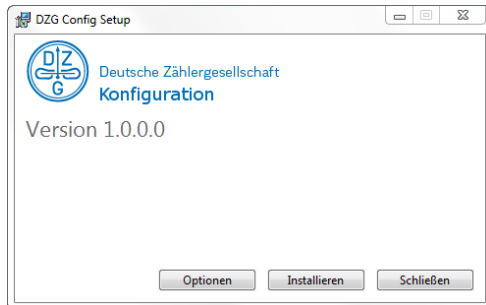 DZG Config Setup
D Z
G
Deutsche Zählergesellschaft
Konfiguration
Version 1.0.0.0
Optionen
Installieren
Schließen